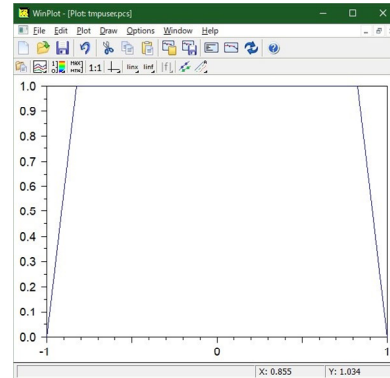 WinPlot - [Plot: tmpuser.pcs]
File Edit Plot Draw Options Window Help
1:1 linx linf |f|
1.0
0.9
0.8
0.7
0.6
0.5
0.4
0.3
0.2
0.1
0.0
-1 0 1
X: 0.855 Y: 1.034